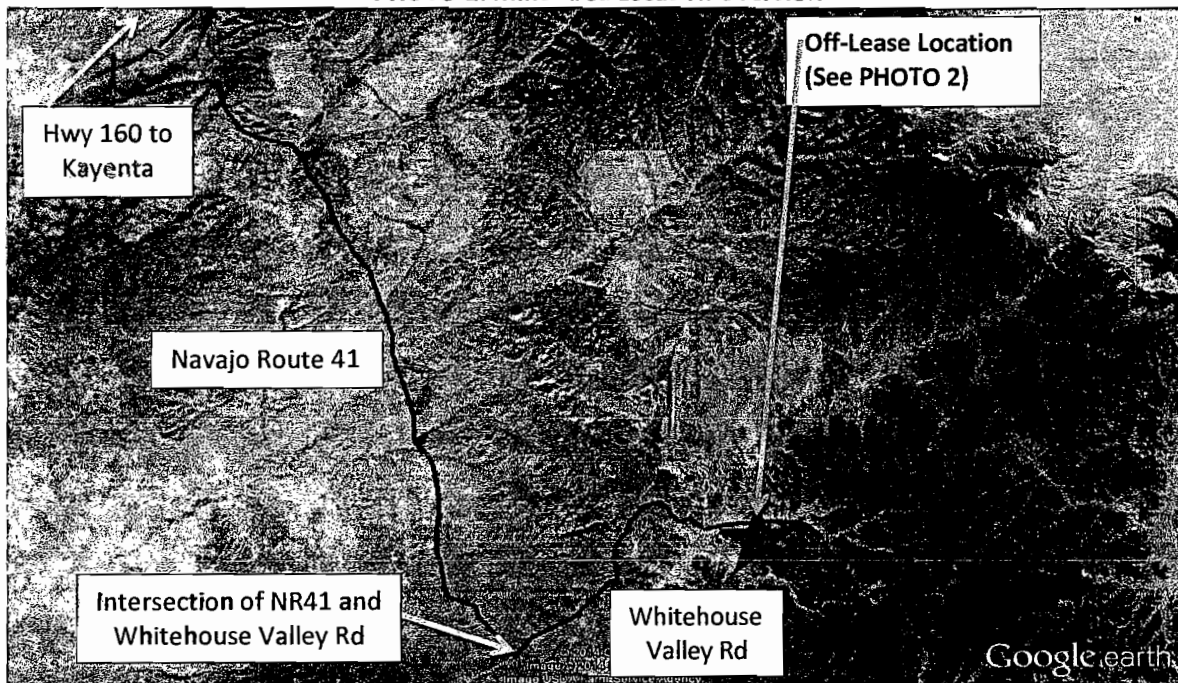 Off-Lease Location
(See PHOTO 2)
Hwy 160 to
Kayenta
Navajo Route 41
Intersection of NR41 and
Whitehouse Valley Rd
Whitehouse
Valley Rd
Google earth
N